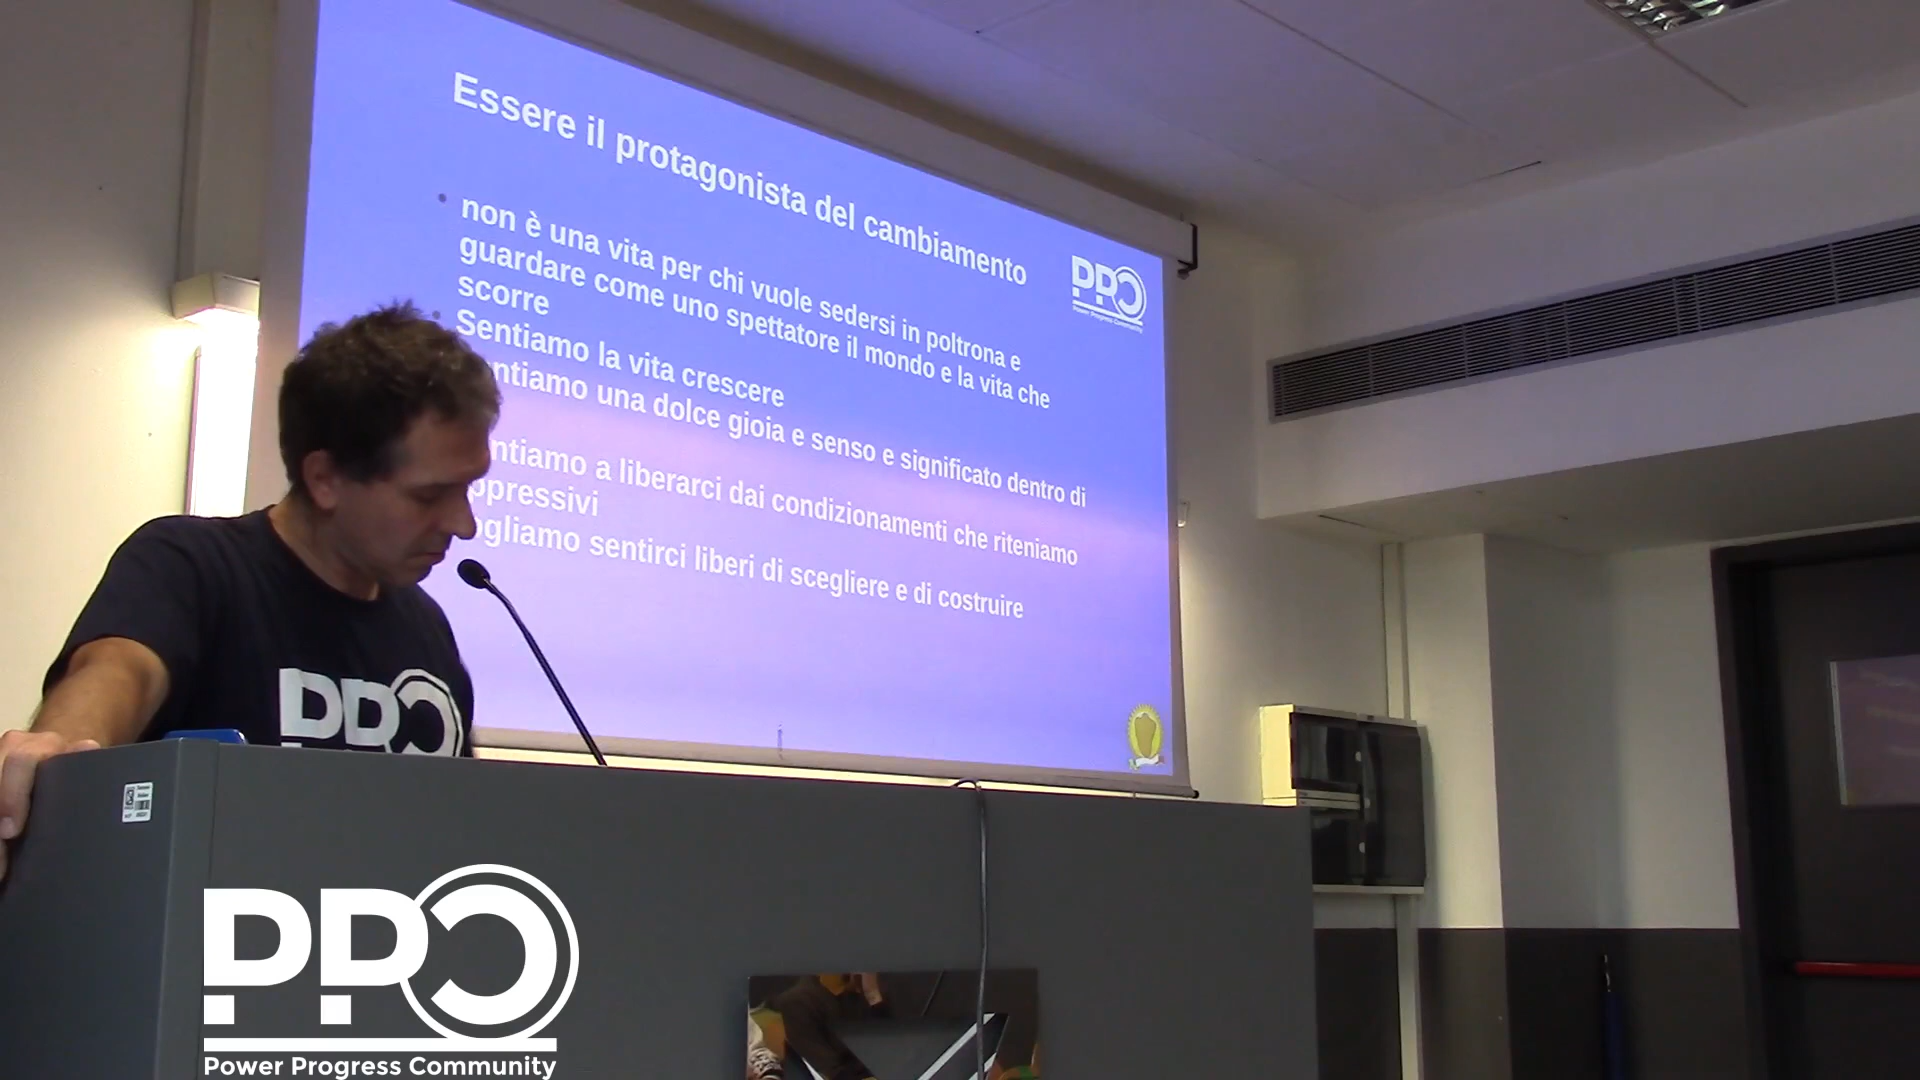 Essere il protagonista del cambiamento
non è una vita per chi vuole sedersi in poltrona e
guardare come uno spettatore il mondo e la vita che
scorre
Sentiamo la vita crescere
ntiamo una dolce gioia e senso e significato dentro di
ntiamo a liberarci dai condizionamenti che riteniamo
ppressivi
ogliamo sentirci liberi di scegliere e di costruire
PPC
Power Progress Community
PPC
PPC
Power Progress Community